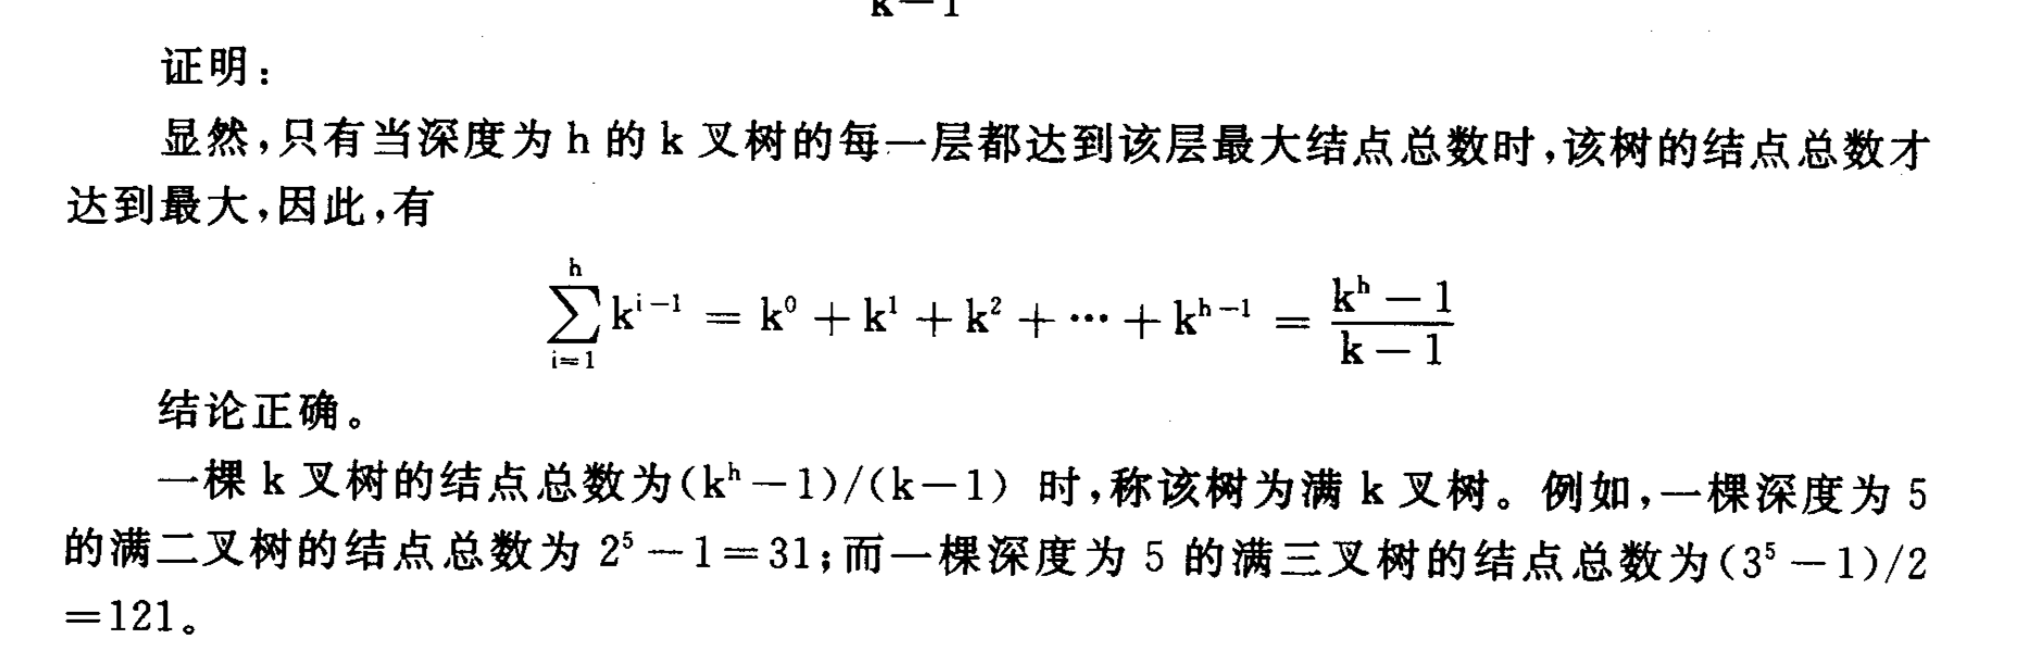 k－1
证明：
显然，只有当深度为 h 的 k 叉树的每一层都达到该层最大结点总数时，该树的结点总数才
达到最大，因此，有
$\sum_{i=1}^{h} k^{i-1} = k^0 + k^1 + k^2 + \cdots + k^{h-1} = \frac{k^h - 1}{k - 1}$
结论正确。
一棵 k 叉树的结点总数为(k^h－1)/(k－1) 时，称该树为满 k 叉树。例如，一棵深度为 5
的满二叉树的结点总数为 2^5－1＝31；而一棵深度为 5 的满三叉树的结点总数为(3^5－1)/2
＝121。